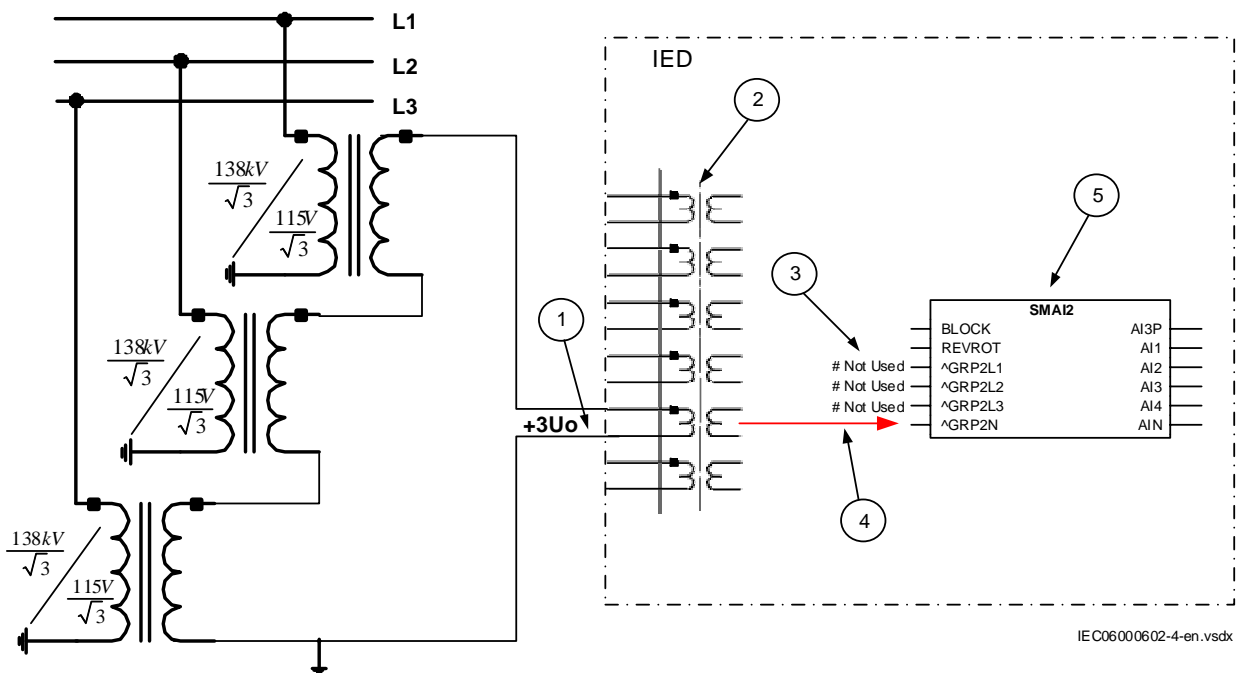 L1
L2
L3
IED
2
138kV
√3
115V
√3
5
3
SMAI2
1
BLOCK
AI3P
REVROT
AI1
# Not Used
^GRP2L1
AI2
# Not Used
^GRP2L2
AI3
# Not Used
^GRP2L3
AI4
^GRP2N
AIN
138kV
√3
115V
√3
+3Uo
4
138kV
√3
115V
√3
IEC06000602-4-en.vsdx